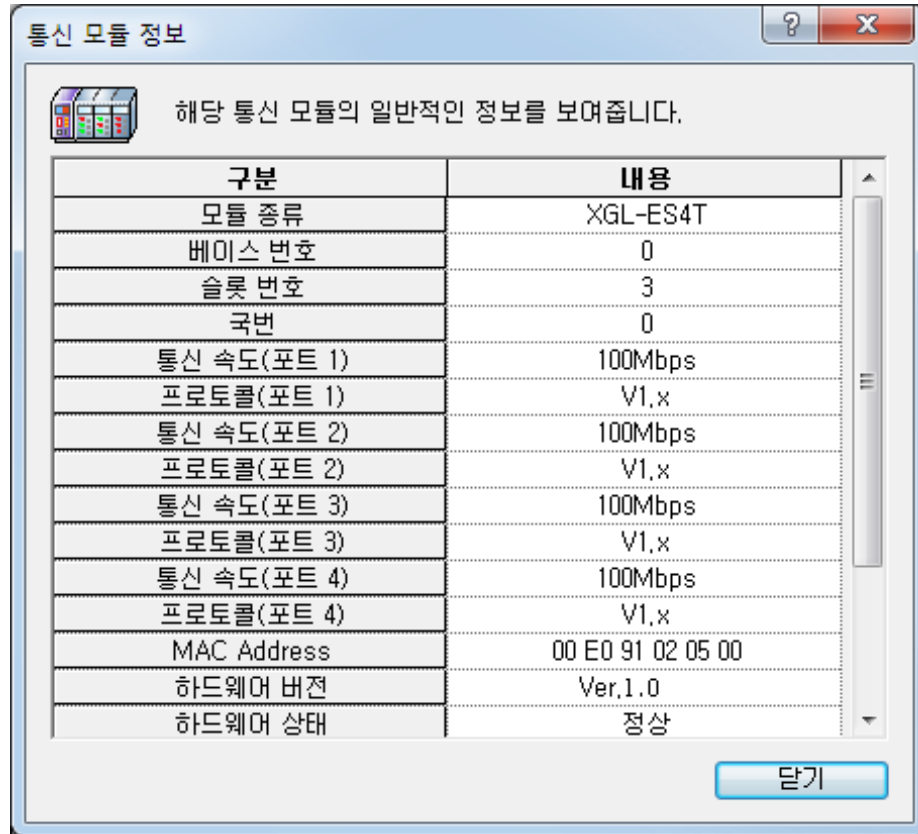 통신 모듈 정보
해당 통신 모듈의 일반적인 정보를 보여줍니다.
구분 내용
모듈 종류 XGL-ES4T
베이스 번호 0
슬롯 번호 3
국번 0
통신 속도(포트 1) 100Mbps
프로토콜(포트 1) V1.x
통신 속도(포트 2) 100Mbps
프로토콜(포트 2) V1.x
통신 속도(포트 3) 100Mbps
프로토콜(포트 3) V1.x
통신 속도(포트 4) 100Mbps
프로토콜(포트 4) V1.x
MAC Address 00 E0 91 02 05 00
하드웨어 버전 Ver.1.0
하드웨어 상태 정상
닫기